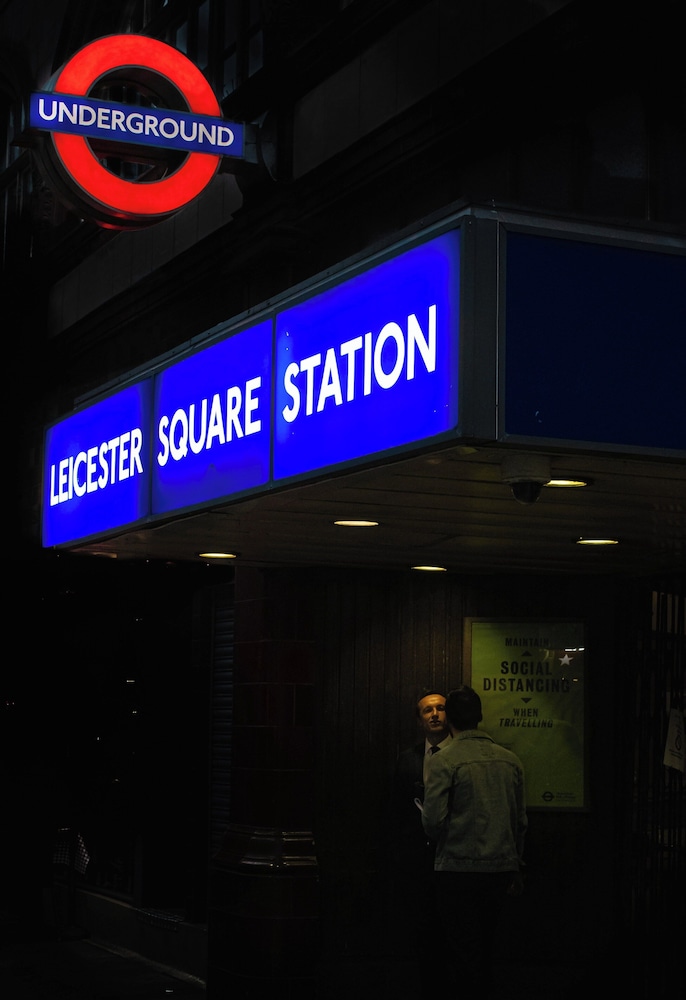 UNDERGROUND
LEICESTER SQUARE STATION
MAINTAIN
SOCIAL
DISTANCING
WHEN
TRAVELLING